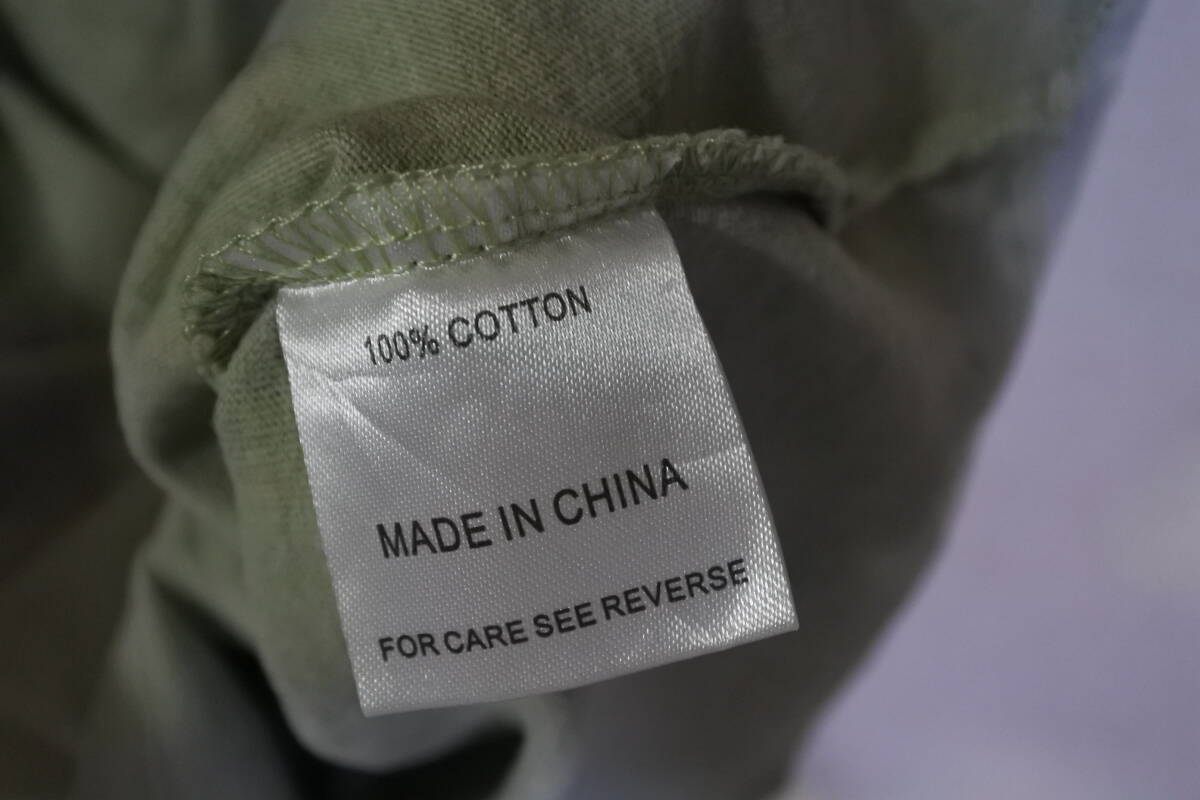 100% COTTON
MADE IN CHINA
FOR CARE SEE REVERSE